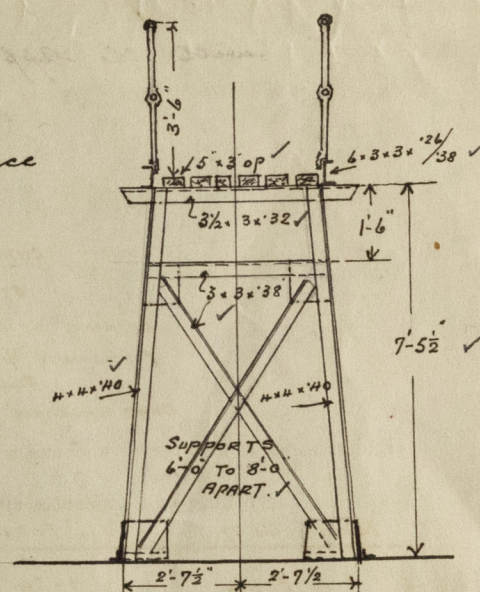 3'-6"
ce
5" x 3" OP
6 x 3 x 3 x .26/.38
3½ x 3 x .32
1'-6"
3 x 3 x .38
7'-5½"
4 x 4 x .40
4 x 4 x .40
SUPPORTS
6'-0" TO 8'-0
APART.
2'-7½"
2'-7½